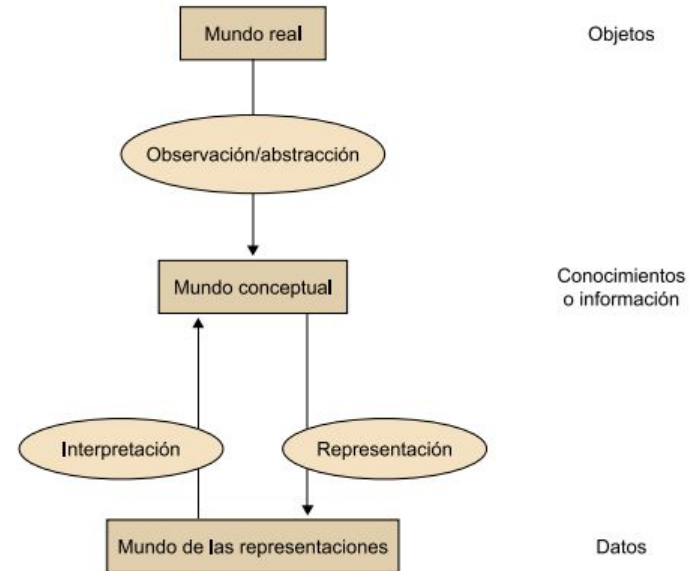 Mundo real
Objetos
Observación/abstracción
Mundo conceptual
Conocimientos
o información
Interpretación
Representación
Mundo de las representaciones
Datos